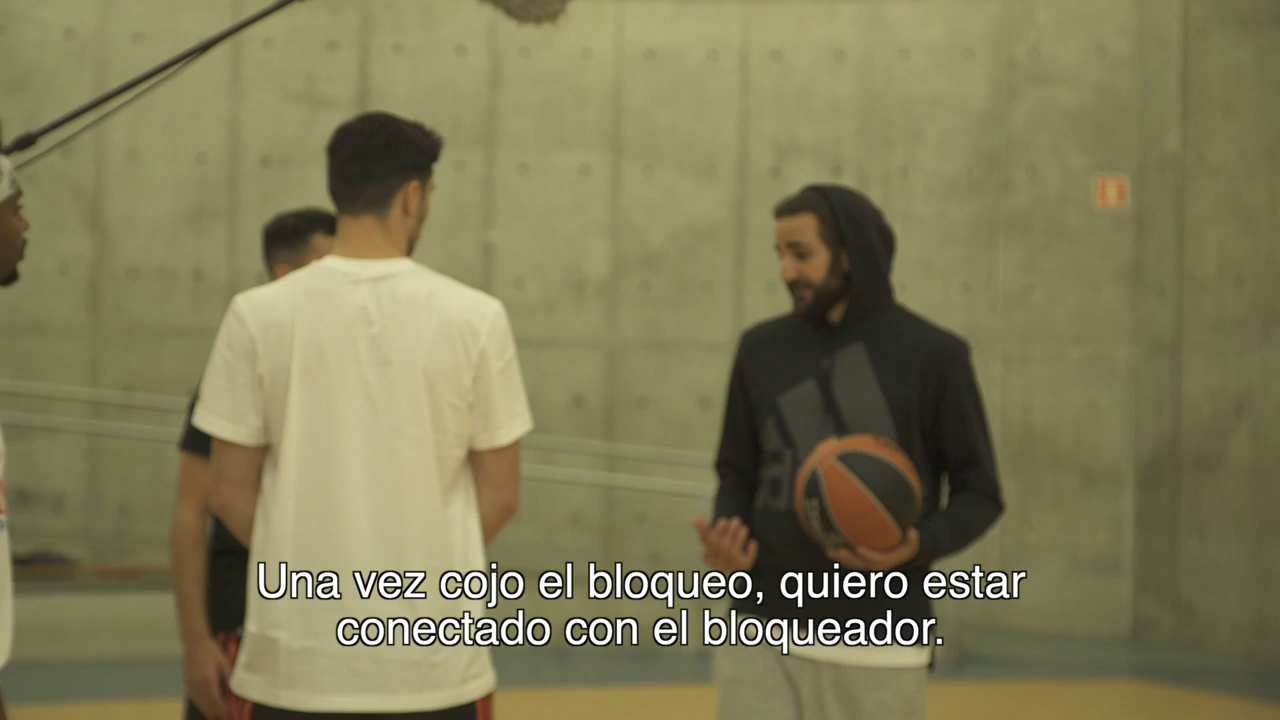 Una vez cojo el bloqueo, quiero estar
conectado con el bloqueador.